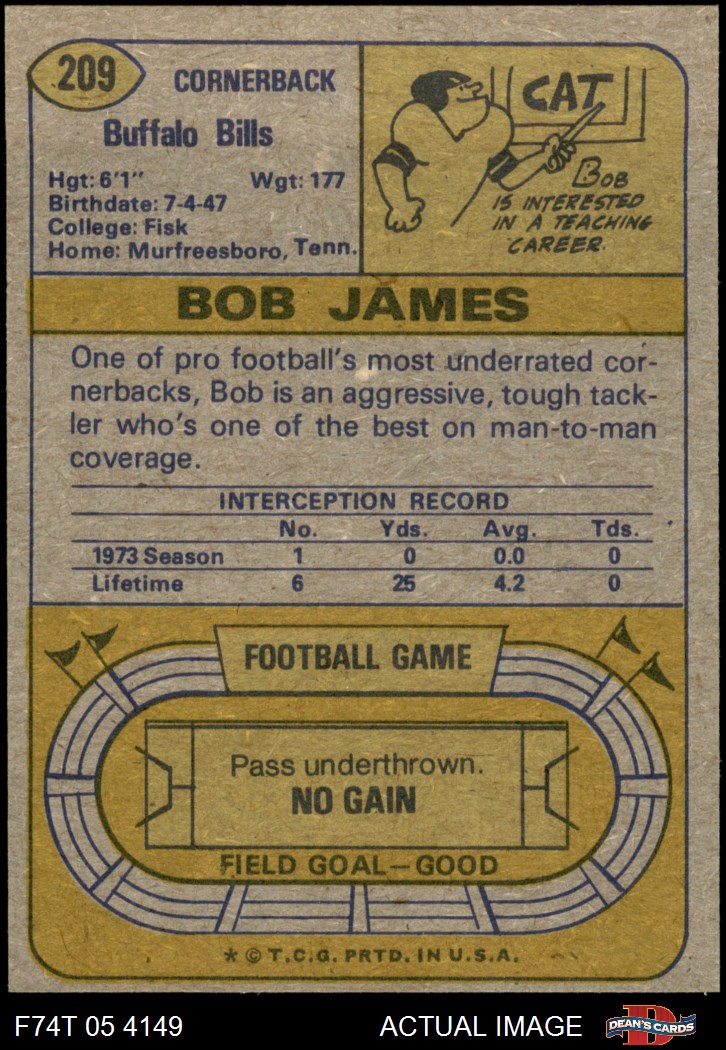 209
CORNERBACK
Buffalo Bills
Hgt: 6'1" Wgt: 177
Birthdate: 7-4-47
College: Fisk
Home: Murfreesboro, Tenn.
CAT
BOB
IS INTERESTED
IN A TEACHING
CAREER.
BOB JAMES
One of pro football's most underrated cor-
nerbacks, Bob is an aggressive, tough tack-
ler who's one of the best on man-to-man
coverage.
INTERCEPTION RECORD
No. Yds. Avg. Tds.
1973 Season 1 0 0.0 0
Lifetime 6 25 4.2 0
FOOTBALL GAME
Pass underthrown.
NO GAIN
FIELD GOAL—GOOD
* © T.C.G. PRTD. IN U.S.A.
F74T 05 4149 ACTUAL IMAGE
D
DEAN'S CARDS